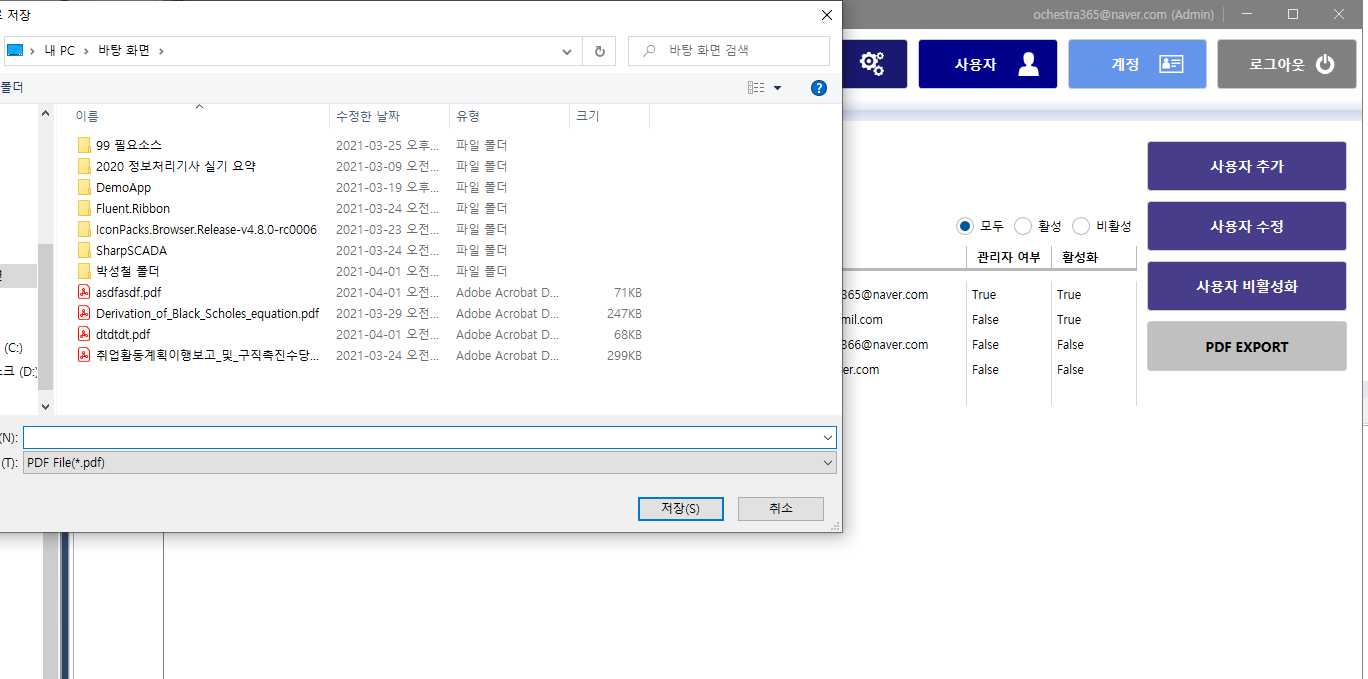 저장
내 PC
바탕 화면
바탕 화면 검색
이름
수정한 날짜
유형
크기
99 필요소스
2021-03-25 오후...
파일 폴더
2020 정보처리기사 실기 요약
2021-03-09 오전...
파일 폴더
DemoApp
2021-03-19 오후...
파일 폴더
Fluent.Ribbon
2021-03-24 오전...
파일 폴더
IconPacks.Browser.Release-v4.8.0-rc0006
2021-03-23 오전...
파일 폴더
SharpSCADA
2021-03-24 오전...
파일 폴더
박성철 폴더
2021-04-01 오전...
파일 폴더
asdfasdf.pdf
2021-04-01 오전...
Adobe Acrobat D...
71KB
Derivation_of_Black_Scholes_equation.pdf
2021-03-29 오전...
Adobe Acrobat D...
247KB
dtdtdt.pdf
2021-04-01 오전...
Adobe Acrobat D...
68KB
취업활동계획이행보고_및_구직촉진수당...
2021-03-24 오전...
Adobe Acrobat D...
299KB
(C:)
(D:)
(N):
(T):
PDF File(*.pdf)
저장(S)
취소
ochestra365@naver.com (Admin)
사용자
계정
로그아웃
모두
활성
비활성
관리자 여부
활성화
365@naver.com
True
True
mil.com
False
True
366@naver.com
False
False
er.com
False
False
사용자 추가
사용자 수정
사용자 비활성화
PDF EXPORT